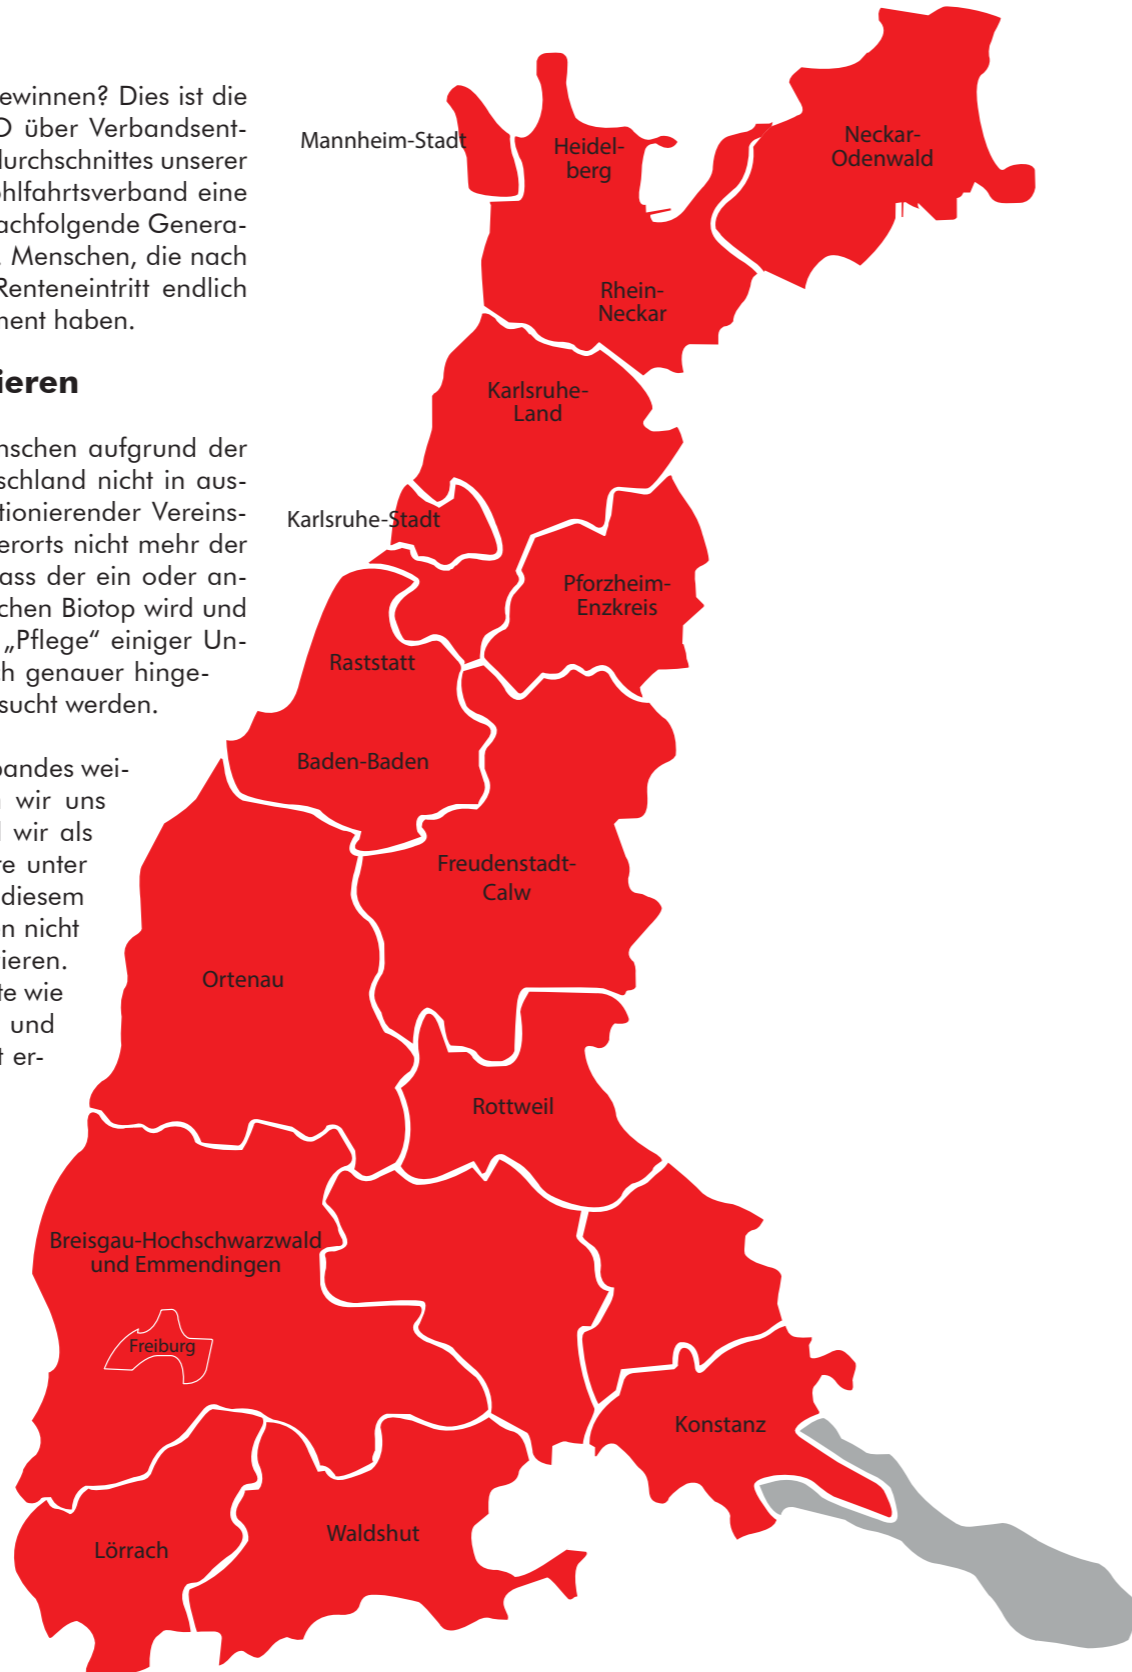 ewinnen? Dies ist die
O über Verbandsent-
durchschnittes unserer
ohlfahrtsverband eine
achfolgende Genera-
. Menschen, die nach
Renteneintritt endlich
ment haben.
ieren
nschen aufgrund der
schland nicht in aus-
tionierender Vereins-
erorts nicht mehr der
ass der ein oder an-
chen Biotop wird und
„Pflege“ einiger Un-
ch genauer hinge-
sucht werden.
bandes wei-
wir uns
wir als
re unter
diesem
n nicht
ieren.
te wie
und
t er-
Mannheim-Stadt
Heidel-
berg
Neckar-
Odenwald
Rhein-
Neckar
Karlsruhe-
Land
Karlsruhe-Stadt
Pforzheim-
Enzkreis
Raststatt
Baden-Baden
Freudenstadt-
Calw
Ortenau
Rottweil
Breisgau-Hochschwarzwald
und Emmendingen
Freiburg
Konstanz
Waldshut
Lörrach